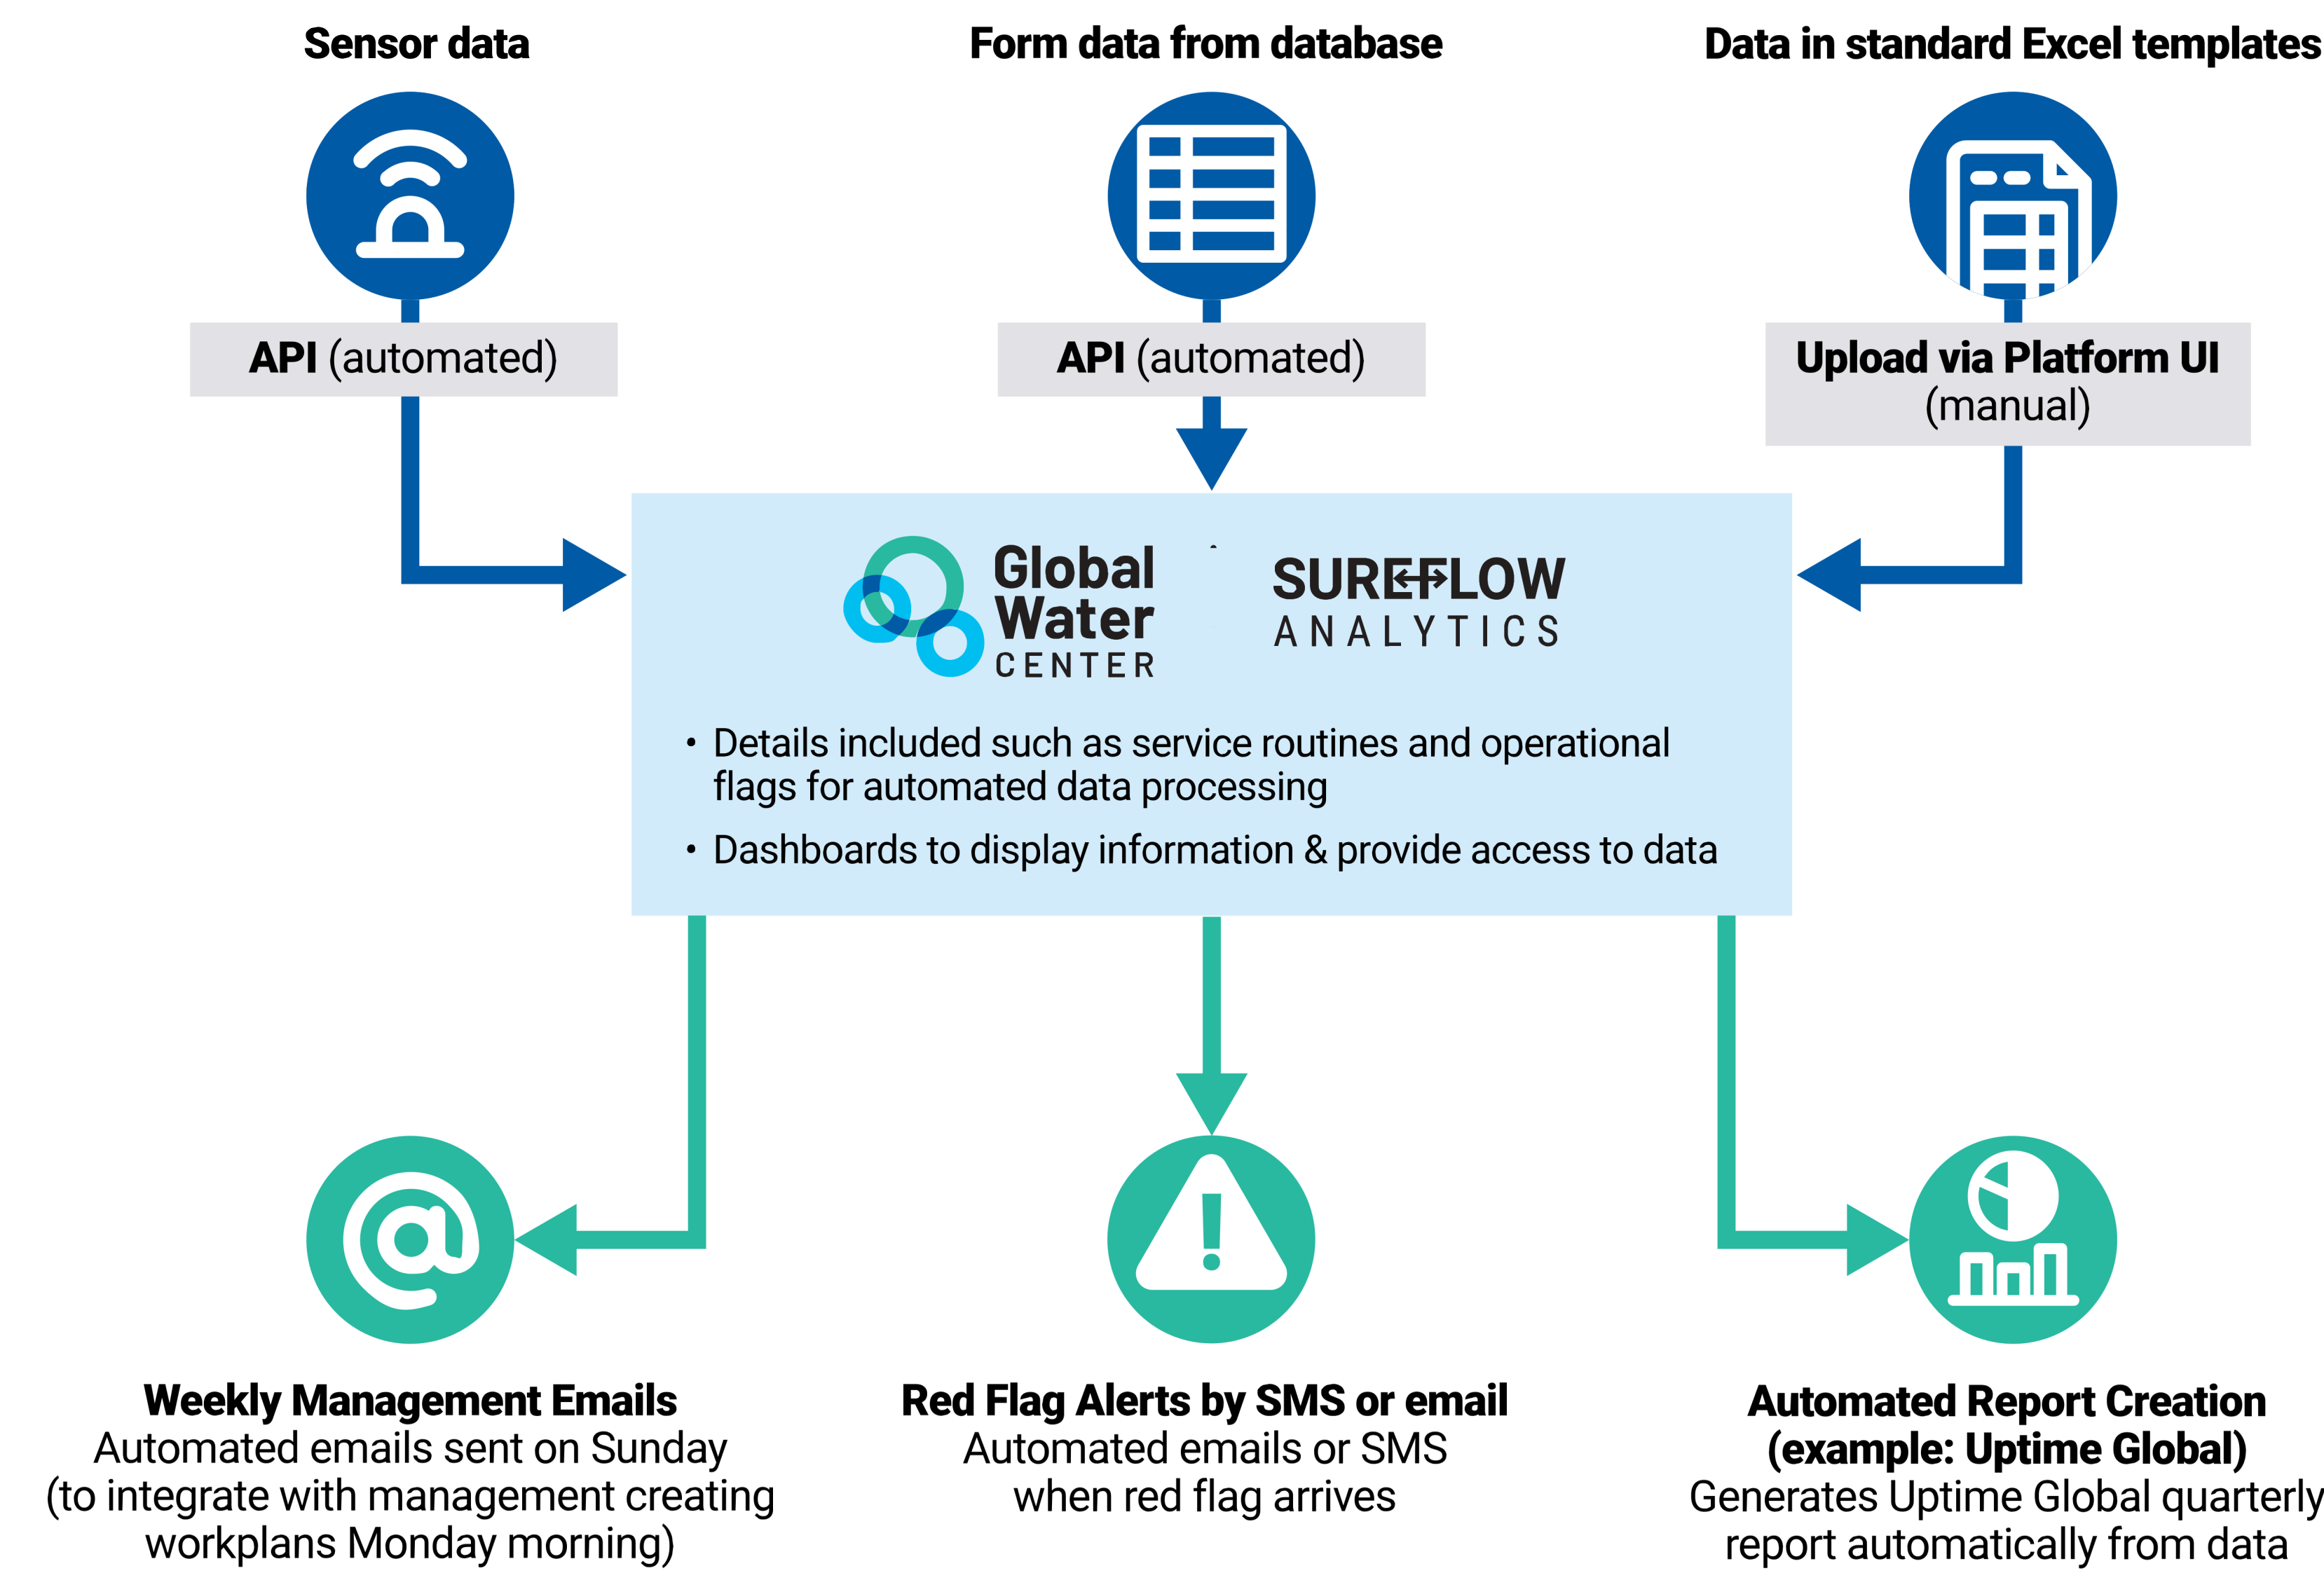 Sensor data
Form data from database
Data in standard Excel templates
API (automated)
API (automated)
Upload via Platform UI
(manual)
Global
Water
CENTER
SUREFLOW
ANALYTICS
• Details included such as service routines and operational
flags for automated data processing
• Dashboards to display information & provide access to data
Weekly Management Emails
Automated emails sent on Sunday
(to integrate with management creating
workplans Monday morning)
Red Flag Alerts by SMS or email
Automated emails or SMS
when red flag arrives
Automated Report Creation
(example: Uptime Global)
Generates Uptime Global quarterly
report automatically from data